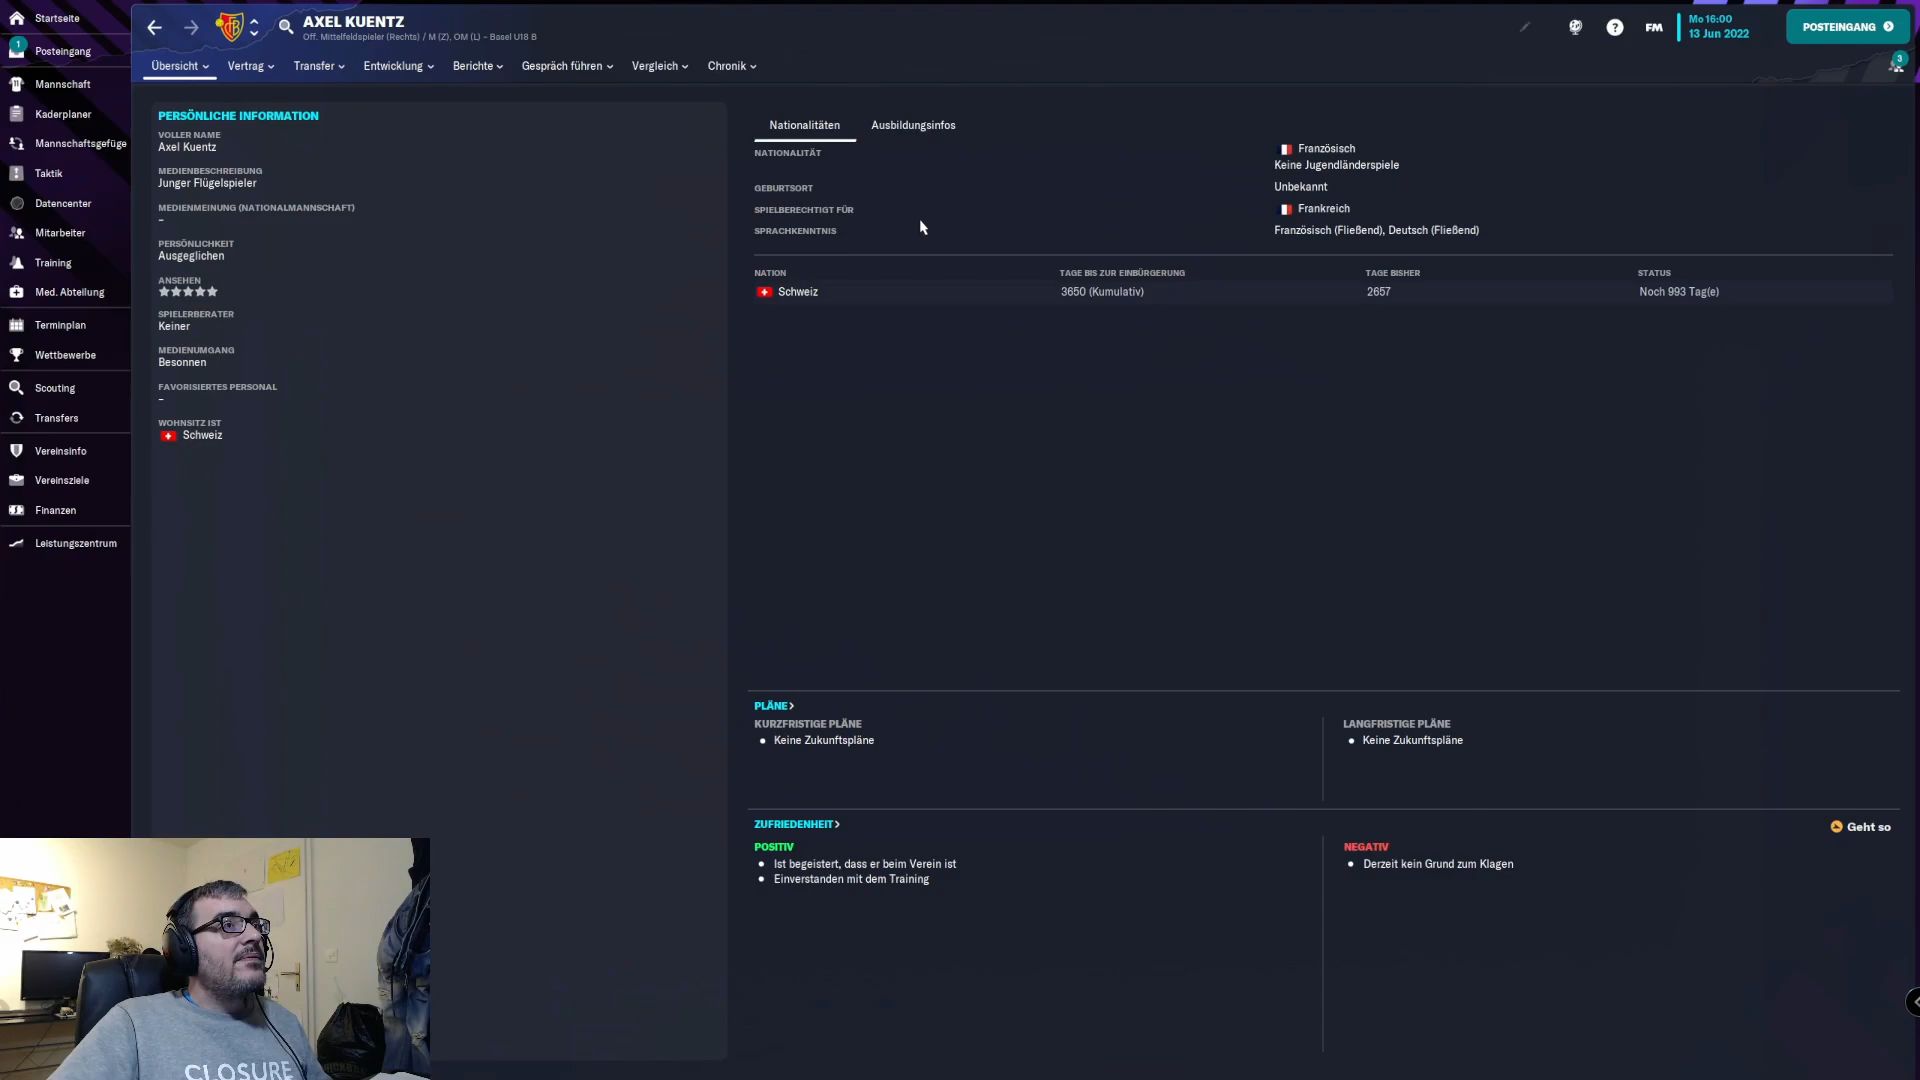 Startseite
1
Posteingang
Mannschaft
Kaderplaner
Mannschaftsgefüge
Taktik
Datencenter
Mitarbeiter
Training
Med. Abteilung
Terminplan
Wettbewerbe
Scouting
Transfers
Vereinsinfo
Vereinsziele
Finanzen
Leistungszentrum
AXEL KUENTZ
Off. Mittelfeldspieler (Rechts) / M (Z), OM (L) – Basel U18 B
FM
Mo 16:00
13 Jun 2022
POSTEINGANG
3
Übersicht
Vertrag
Transfer
Entwicklung
Berichte
Gespräch führen
Vergleich
Chronik
PERSÖNLICHE INFORMATION
VOLLER NAME
Axel Kuentz
MEDIENBESCHREIBUNG
Junger Flügelspieler
MEDIENMEINUNG (NATIONALMANNSCHAFT)
–
PERSÖNLICHKEIT
Ausgeglichen
ANSEHEN
SPIELERBERATER
Keiner
MEDIENUMGANG
Besonnen
FAVORISIERTES PERSONAL
–
WOHNSITZ IST
Schweiz
Nationalitäten
Ausbildungsinfos
NATIONALITÄT
Französisch
Keine Jugendländerspiele
GEBURTSORT
Unbekannt
SPIELBERECHTIGT FÜR
Frankreich
SPRACHKENNTNIS
Französisch (Fließend), Deutsch (Fließend)
NATION
TAGE BIS ZUR EINBÜRGERUNG
TAGE BISHER
STATUS
Schweiz
3650 (Kumulativ)
2657
Noch 993 Tag(e)
PLÄNE
KURZFRISTIGE PLÄNE
Keine Zukunftspläne
LANGFRISTIGE PLÄNE
Keine Zukunftspläne
ZUFRIEDENHEIT
Geht so
POSITIV
Ist begeistert, dass er beim Verein ist
Einverstanden mit dem Training
NEGATIV
Derzeit kein Grund zum Klagen
CLOSURE